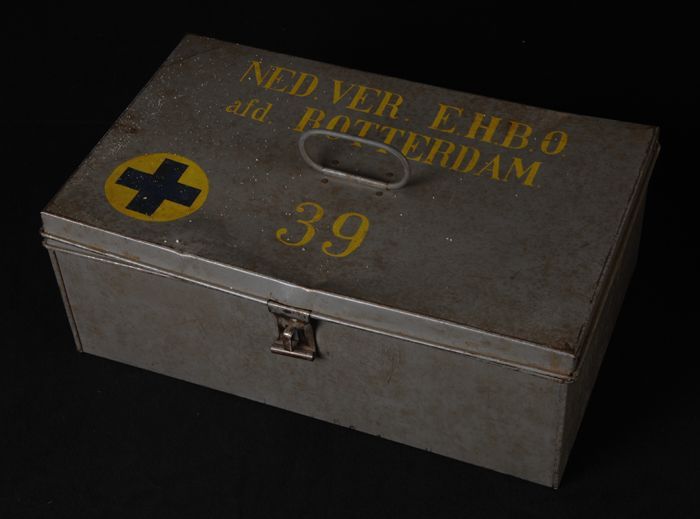 NED. VER. E.H.B.O.
afd. ROTTERDAM
39